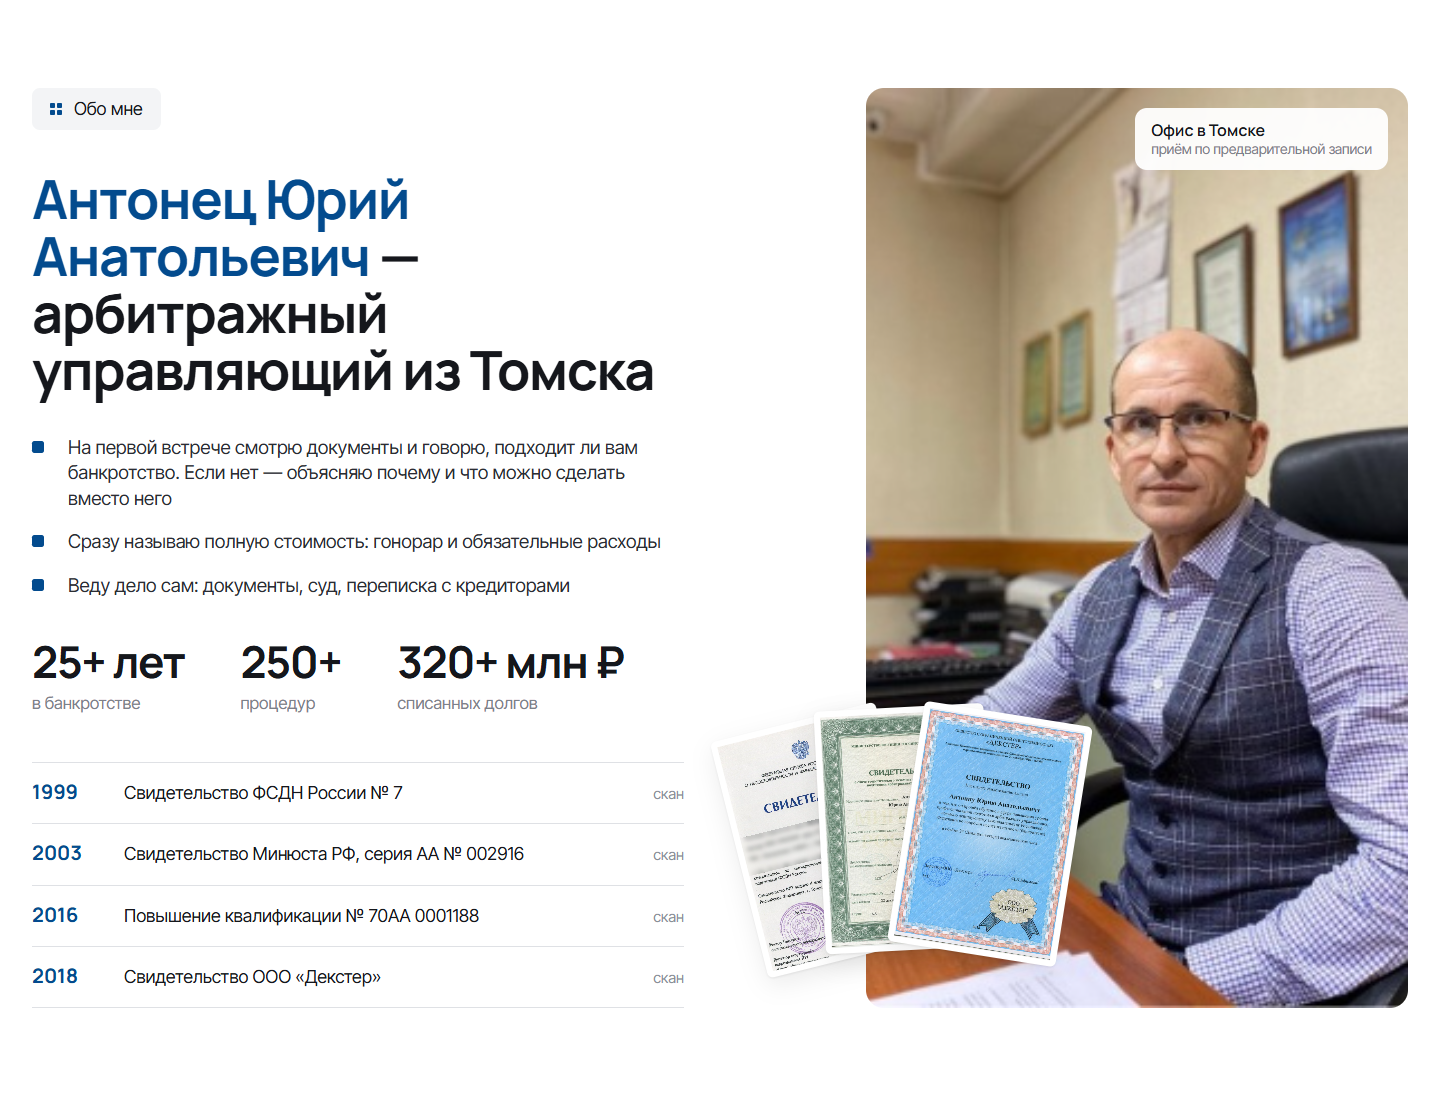 Обо мне
Антонец Юрий
Анатольевич —
арбитражный
управляющий из Томска
На первой встрече смотрю документы и говорю, подходит ли вам
банкротство. Если нет — объясняю почему и что можно сделать
вместо него
Сразу называю полную стоимость: гонорар и обязательные расходы
Веду дело сам: документы, суд, переписка с кредиторами
25+ лет
в банкротстве
250+
процедур
320+ млн ₽
списанных долгов
1999
Свидетельство ФСДН России № 7
скан
2003
Свидетельство Минюста РФ, серия АА № 002916
скан
2016
Повышение квалификации № 70АА 0001188
скан
2018
Свидетельство ООО «Декстер»
скан
Офис в Томске
приём по предварительной записи
«ДЕКСТЕР»
СВИДЕТЕЛЬСТВО